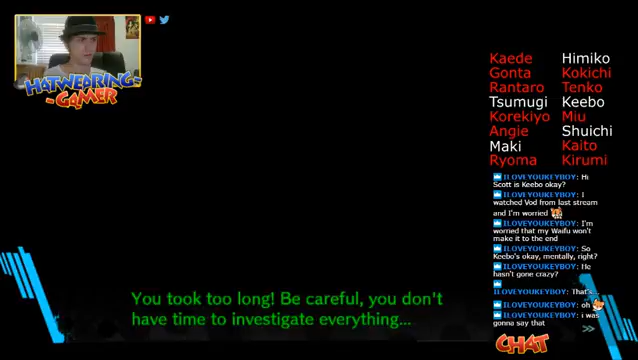 HATWEARING
GAMER
Kaede Himiko
Gonta Kokichi
Rantaro Tenko
Tsumugi Keebo
Korekiyo Miu
Angie Shuichi
Maki Kaito
Ryoma Kirumi
ILOVEYOUKEYBOY: Hi
Scott is Keebo okay?
ILOVEYOUKEYBOY: I
watched Vod from last stream
and I'm worried
ILOVEYOUKEYBOY: I'm
worried that my Waifu won't
make it to the end
ILOVEYOUKEYBOY: So
Keebo's okay, mentally, right?
ILOVEYOUKEYBOY: He
hasn't gone crazy?
ILOVEYOUKEYBOY: That's..
ILOVEYOUKEYBOY: oh
ILOVEYOUKEYBOY: i was
gonna say that
CHAT
You took too long! Be careful, you don't
have time to investigate everything...